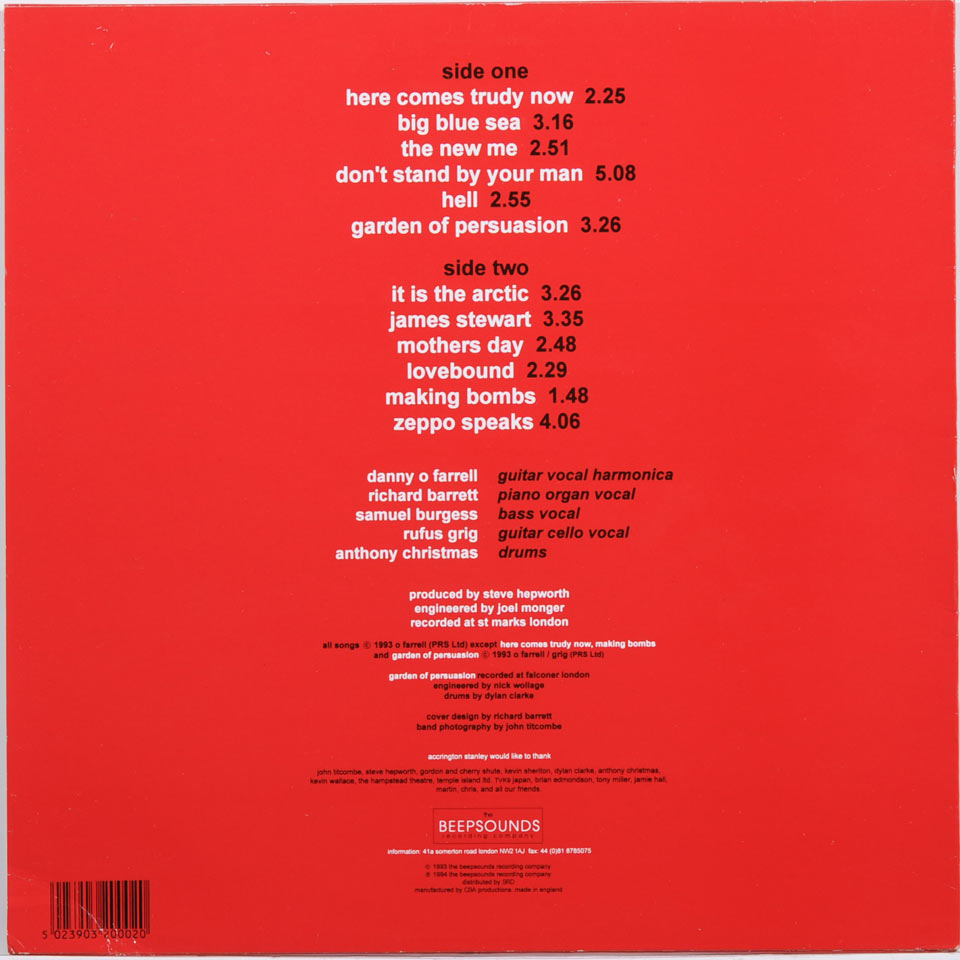 side one
here comes trudy now 2.25
big blue sea 3.16
the new me 2.51
don't stand by your man 5.08
hell 2.55
garden of persuasion 3.26
side two
it is the arctic 3.26
james stewart 3.35
mothers day 2.48
lovebound 2.29
making bombs 1.48
zeppo speaks 4.06
danny o farrell guitar vocal harmonica
richard barrett piano organ vocal
samuel burgess bass vocal
rufus grig guitar cello vocal
anthony christmas drums
produced by steve hepworth
engineered by joel monger
recorded at st marks london
all songs © 1993 o farrell (PRS Ltd) except here comes trudy now, making bombs
and garden of persuasion © 1993 o farrell / grig (PRS Ltd)
garden of persuasion recorded at falconer london
engineered by nick wollage
drums by dylan clarke
cover design by richard barrett
band photography by john titcombe
accrington stanley would like to thank
john titcombe, steve hepworth, gordon and cherry shute, kevin sherlton, dylan clarke, anthony christmas,
kevin wallace, the hampstead theatre, temple island ltd, TVK9 japan, brian edmondson, tony miller, jamie hall,
martin, chris, and all our friends.
the
BEEPSOUNDS
recording company
information: 41a somerton road london NW2 1AJ fax: 44 (0)81 8785075
© 1993 the beepsounds recording company
℗ 1994 the beepsounds recording company
distributed by SRD
manufactured by CBA productions, made in england
5 023903 200020